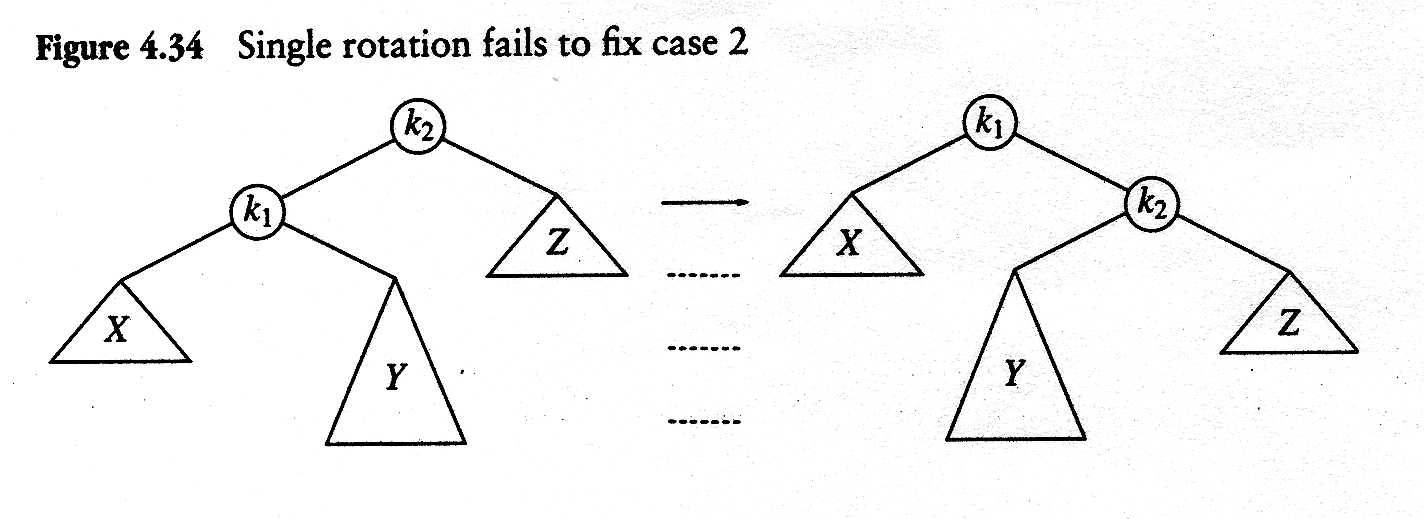 Figure 4.34 Single rotation fails to fix case 2
k₂
k₁
Z
X
Y
k₁
k₂
X
Z
Y